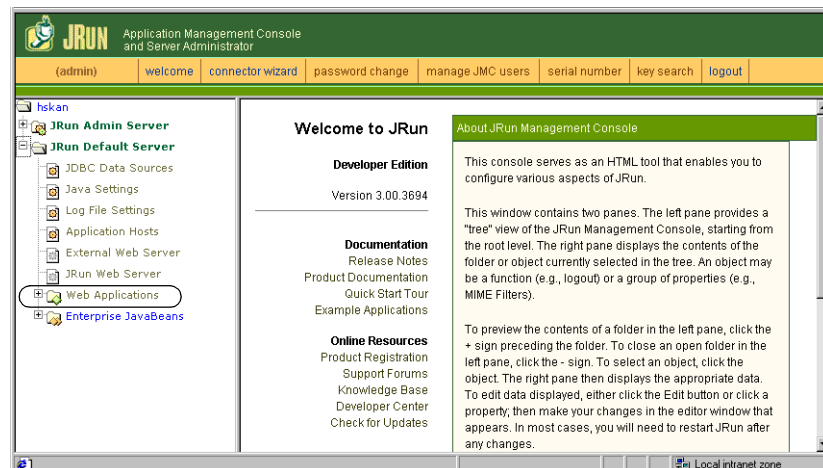 JRUN
Application Management Console
and Server Administrator
(admin)
welcome
connector wizard
password change
manage JMC users
serial number
key search
logout
hskan
JRun Admin Server
JRun Default Server
JDBC Data Sources
Java Settings
Log File Settings
Application Hosts
External Web Server
JRun Web Server
Web Applications
Enterprise JavaBeans
Welcome to JRun
Developer Edition
Version 3.00.3694
Documentation
Release Notes
Product Documentation
Quick Start Tour
Example Applications
Online Resources
Product Registration
Support Forums
Knowledge Base
Developer Center
Check for Updates
About JRun Management Console
This console serves as an HTML tool that enables you to
configure various aspects of JRun.
This window contains two panes. The left pane provides a
"tree" view of the JRun Management Console, starting from
the root level. The right pane displays the contents of the
folder or object currently selected in the tree. An object may
be a function (e.g., logout) or a group of properties (e.g.,
MIME Filters).
To preview the contents of a folder in the left pane, click the
+ sign preceding the folder. To close an open folder in the
left pane, click the - sign. To select an object, click the
object. The right pane then displays the appropriate data.
To edit data displayed, either click the Edit button or click a
property; then make your changes in the editor window that
appears. In most cases, you will need to restart JRun after
any changes.
Local intranet zone